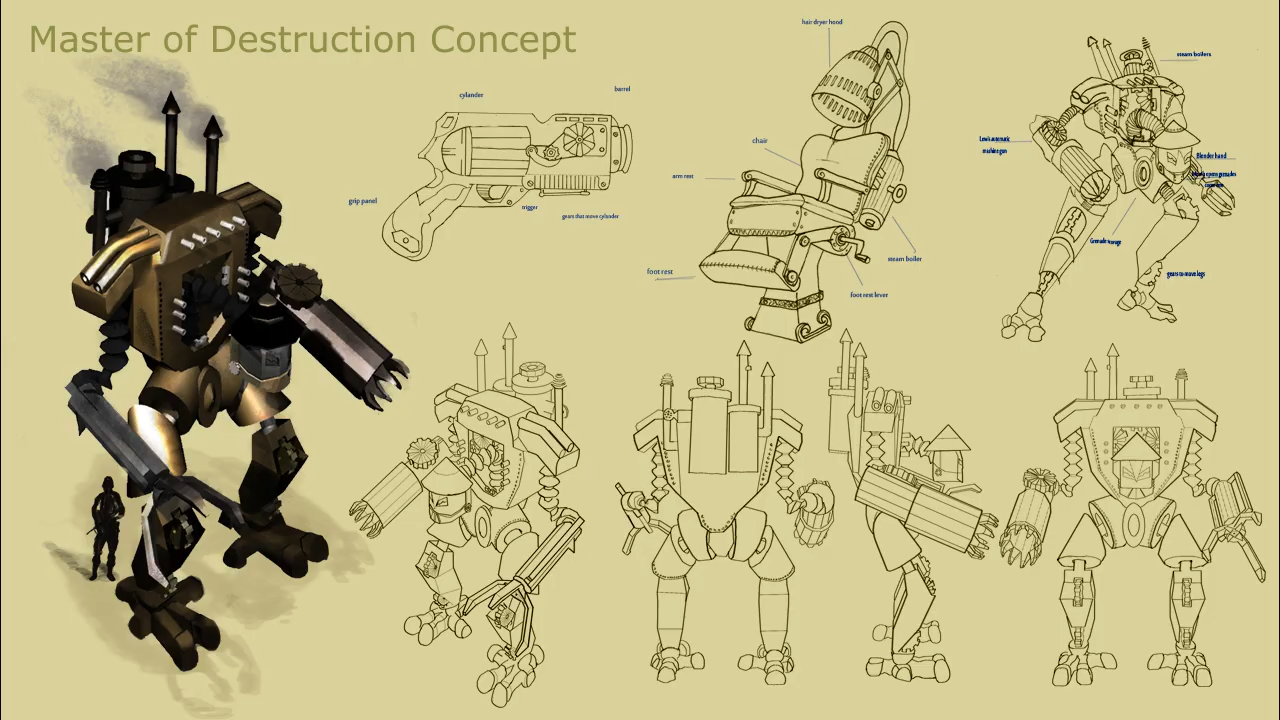 Master of Destruction Concept
cylander
barrel
grip panel
trigger
gears that move cylander
hair dryer hood
chair
arm rest
foot rest
steam boiler
foot rest lever
steam boilers
Lewis automatic
machine gun
Blender hand
Grenade storage
gears to move legs